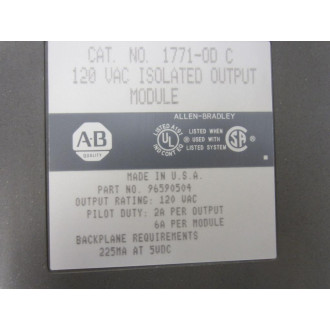 CAT. NO. 1771-OD C
120 VAC ISOLATED OUTPUT
MODULE
ALLEN-BRADLEY
A-B
QUALITY
UL
LISTED
IND CONT EQ
LISTED WHEN
USED WITH
LISTED SYSTEM
SA
MADE IN U.S.A.
PART NO. 96590504
OUTPUT RATING: 120 VAC
PILOT DUTY: 2A PER OUTPUT
6A PER MODULE
BACKPLANE REQUIREMENTS
225MA AT 5VDC